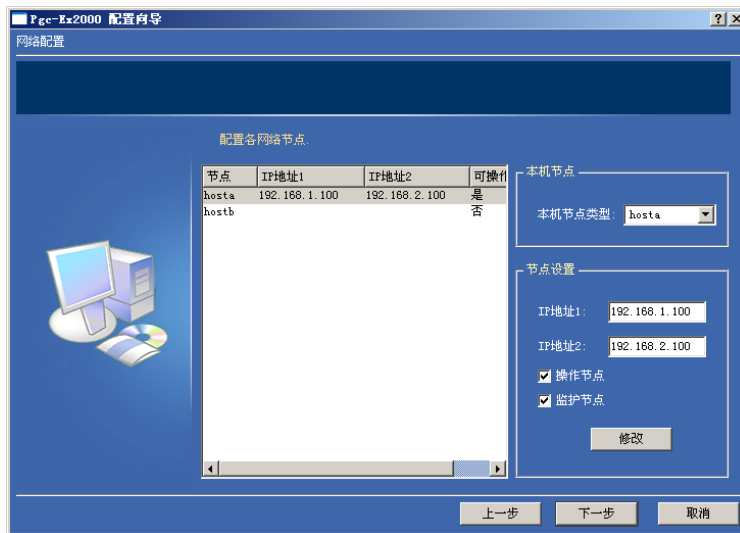 Pgc-Ex2000 配置向导
网络配置
配置各网络节点.
节点 IP地址1 IP地址2 可操作
hosta 192.168.1.100 192.168.2.100 是
hostb 否
本机节点
本机节点类型: hosta
节点设置
IP地址1: 192.168.1.100
IP地址2: 192.168.2.100
操作节点
监护节点
修改
上一步 下一步 取消